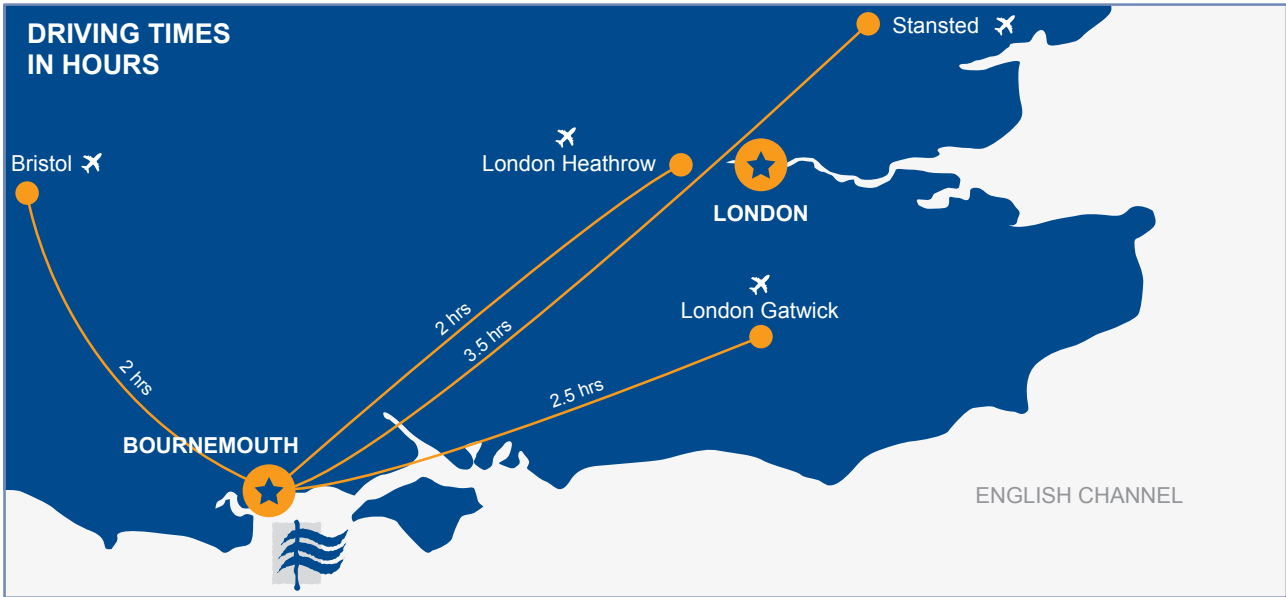 DRIVING TIMES
IN HOURS
Stansted
Bristol
London Heathrow
LONDON
London Gatwick
2 hrs
3.5 hrs
2.5 hrs
2 hrs
BOURNEMOUTH
ENGLISH CHANNEL